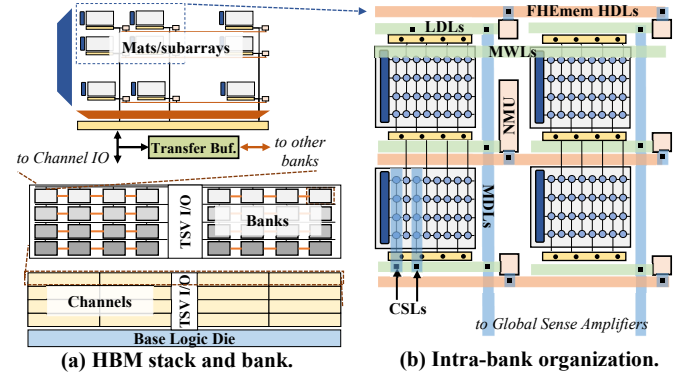 Mats/subarrays
to Channel IO
Transfer Buf.
to other
banks
TSV I/O
Banks
Channels
TSV I/O
Base Logic Die
(a) HBM stack and bank.
FHEmem HDLs
LDLs
MWLs
NMU
MDLs
CSLs
to Global Sense Amplifiers
(b) Intra-bank organization.